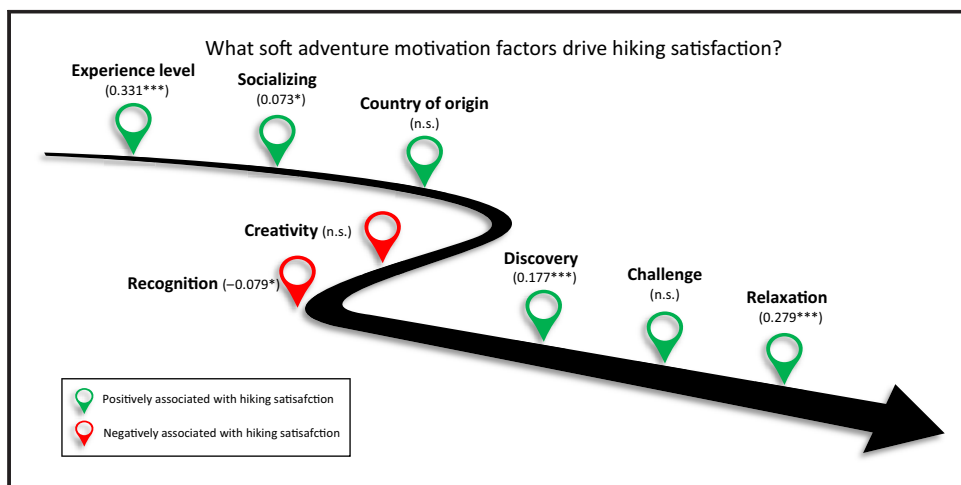 What soft adventure motivation factors drive hiking satisfaction?
Experience level
(0.331***)
Socializing
(0.073*)
Country of origin
(n.s.)
Creativity (n.s.)
Recognition (−0.079*)
Discovery
(0.177***)
Challenge
(n.s.)
Relaxation
(0.279***)
Positively associated with hiking satisafction
Negatively associated with hiking satisafction